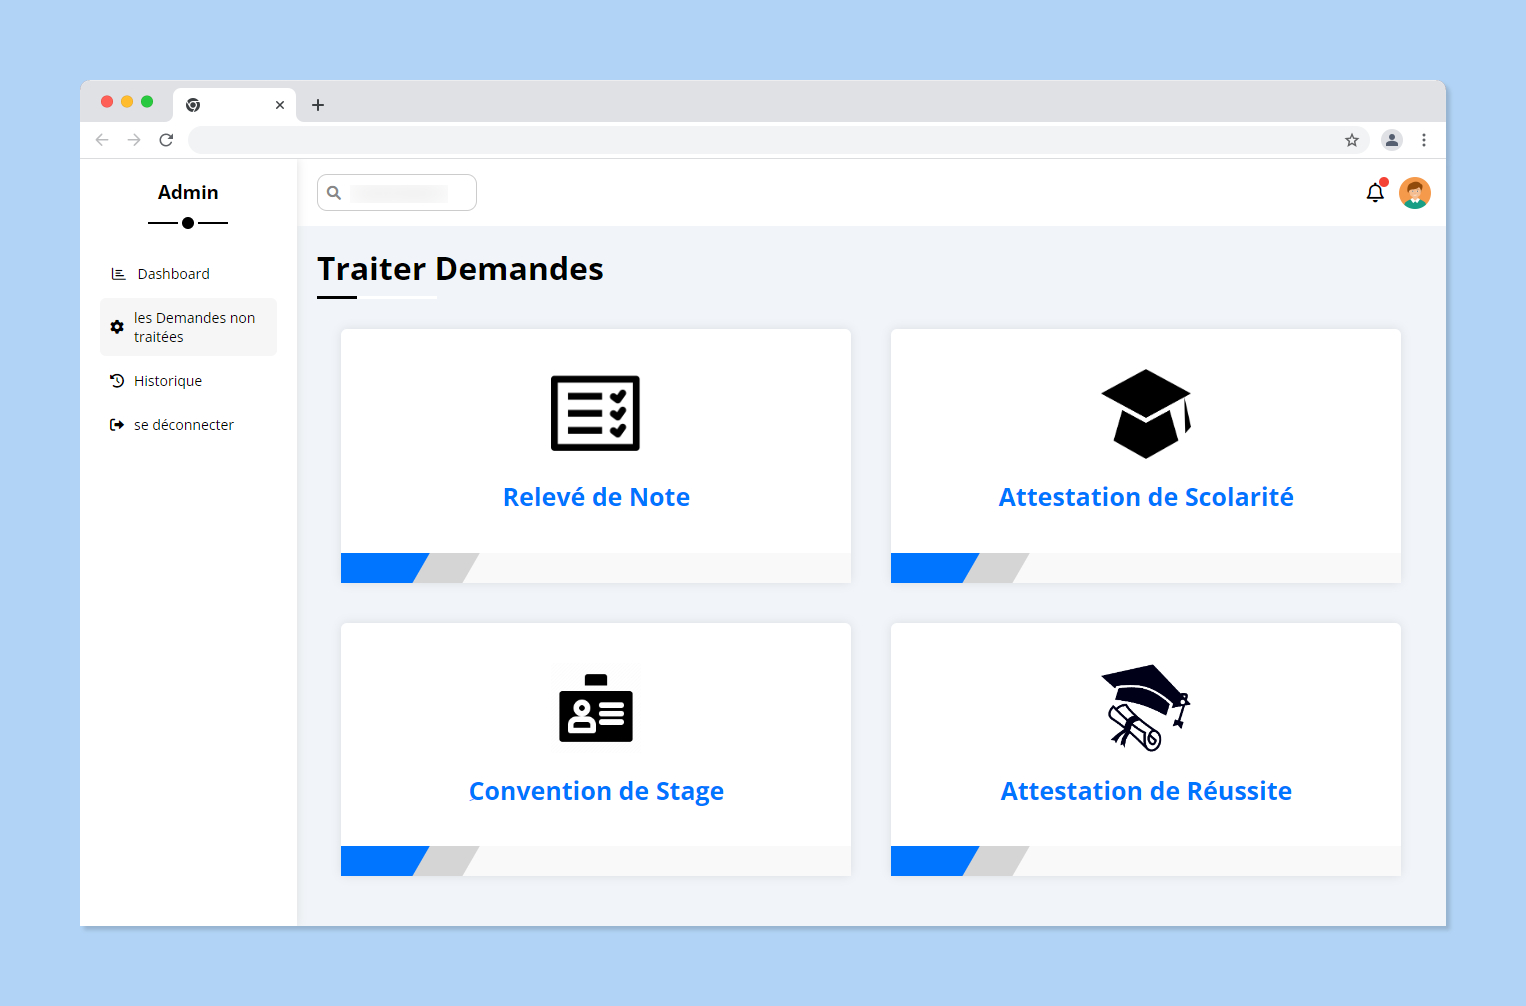 Admin
Dashboard
les Demandes non
traitées
Historique
se déconnecter
Traiter Demandes
Relevé de Note
Attestation de Scolarité
Convention de Stage
Attestation de Réussite